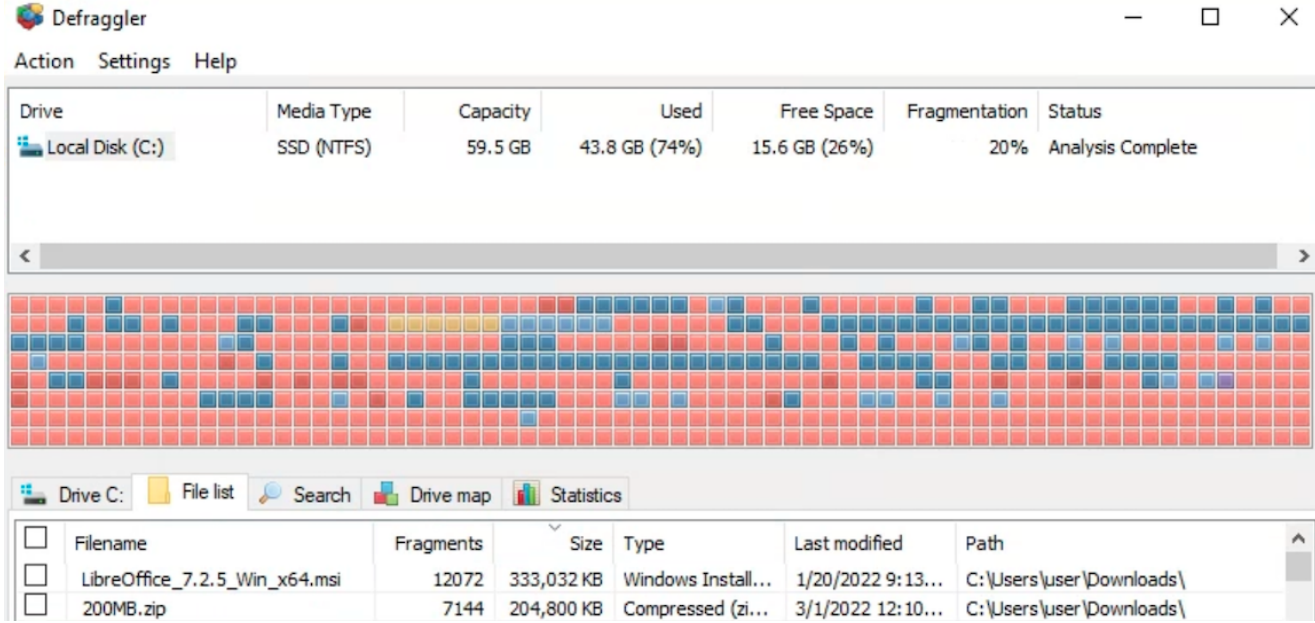 Defraggler
Action Settings Help
Drive Media Type Capacity Used Free Space Fragmentation Status
Local Disk (C:) SSD (NTFS) 59.5 GB 43.8 GB (74%) 15.6 GB (26%) 20% Analysis Complete
Drive C: File list Search Drive map Statistics
Filename Fragments Size Type Last modified Path
LibreOffice_7.2.5_Win_x64.msi 12072 333,032 KB Windows Install... 1/20/2022 9:13... C:\Users\user\Downloads\
200MB.zip 7144 204,800 KB Compressed (zi... 3/1/2022 12:10... C:\Users\user\Downloads\